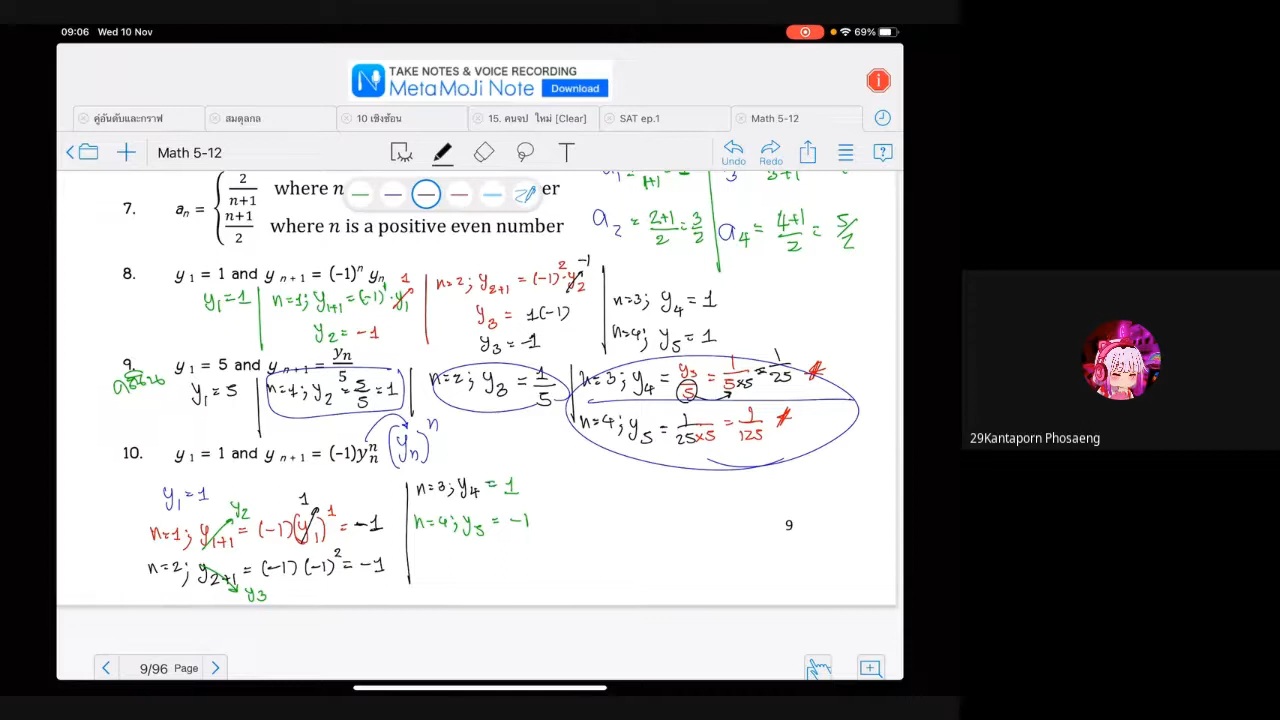 09:06 Wed 10 Nov
69%
TAKE NOTES & VOICE RECORDING
MetaMoJi Note
Download
คู่อันดับและกราฟ
สมดุลกล
10 เชิงซ้อน
15. คนจป ใหม่ [Clear]
SAT ep.1
Math 5-12
Math 5-12
T
Undo
Redo
7. aₙ = { 2/(n+1) where n er
(n+1)/2 where n is a positive even number
a₂ = (2+1)/2 = 3/2
a₄ = (4+1)/2 = 5/2
8. y₁ = 1 and yₙ₊₁ = (-1)ⁿ yₙ
y₁ = 1
n=1; y₁₊₁ = (-1)¹·y₁ 1
y₂ = -1
n=2; y₂₊₁ = (-1)²·y₂ -1
y₃ = 1(-1)
y₃ = -1
n=3; y₄ = 1
n=4; y₅ = 1
9. y₁ = 5 and yₙ₊₁ = yₙ/5
y₁ = 5
n=1; y₂ = 5/5 = 1
n=2; y₃ = 1/5
n=3; y₄ = y₃/5 = 1/(5×5) = 1/25
n=4; y₅ = 1/(25×5) = 1/125
10. y₁ = 1 and yₙ₊₁ = (-1)yₙⁿ
(yₙ)ⁿ
y₁ = 1
n=1; y₁₊₁ = (-1)(y₁)¹ = -1
y₂
1
n=2; y₂₊₁ = (-1)(-1)² = -1
y₃
n=3; y₄ = 1
n=4; y₅ = -1
9
9/96 Page
29Kantaporn Phosaeng